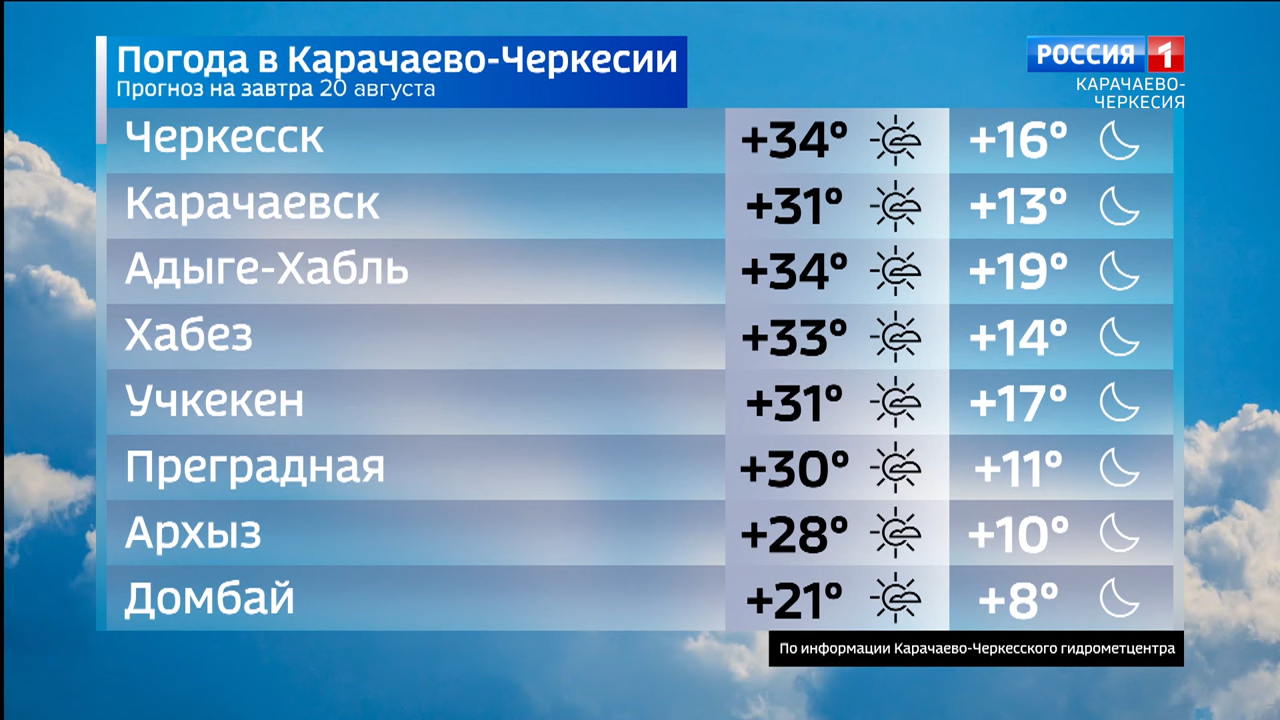 Погода в Карачаево-Черкесии
Прогноз на завтра 20 августа
РОССИЯ 1
КАРАЧАЕВО-
ЧЕРКЕСИЯ
Черкесск +34° +16°
Карачаевск +31° +13°
Адыге-Хабль +34° +19°
Хабез +33° +14°
Учкекен +31° +17°
Преградная +30° +11°
Архыз +28° +10°
Домбай +21° +8°
По информации Карачаево-Черкесского гидрометцентра